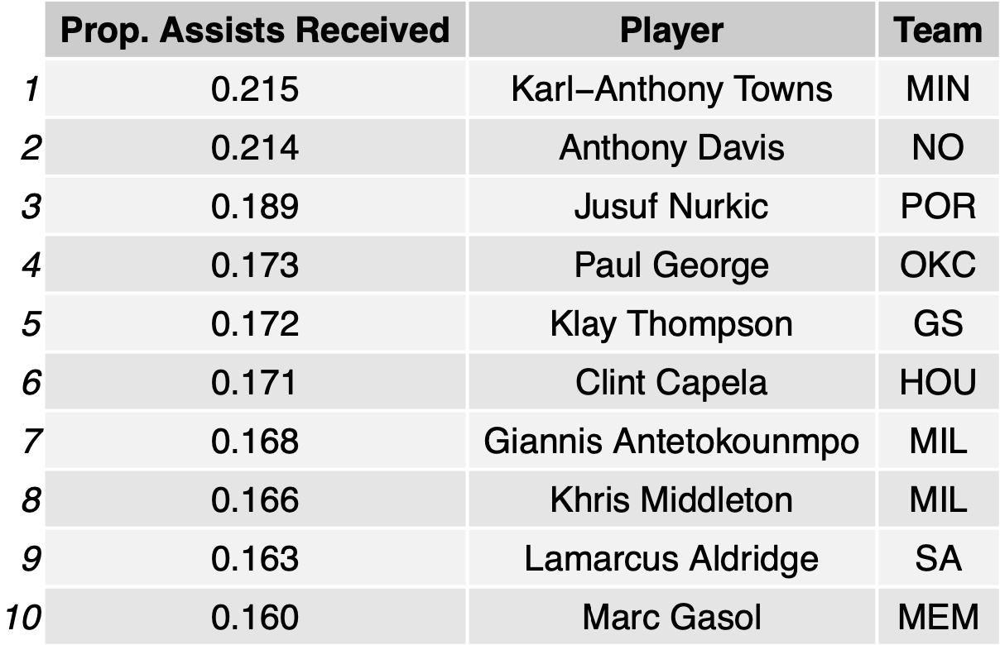 Prop. Assists Received Player Team
1 0.215 Karl−Anthony Towns MIN
2 0.214 Anthony Davis NO
3 0.189 Jusuf Nurkic POR
4 0.173 Paul George OKC
5 0.172 Klay Thompson GS
6 0.171 Clint Capela HOU
7 0.168 Giannis Antetokounmpo MIL
8 0.166 Khris Middleton MIL
9 0.163 Lamarcus Aldridge SA
10 0.160 Marc Gasol MEM